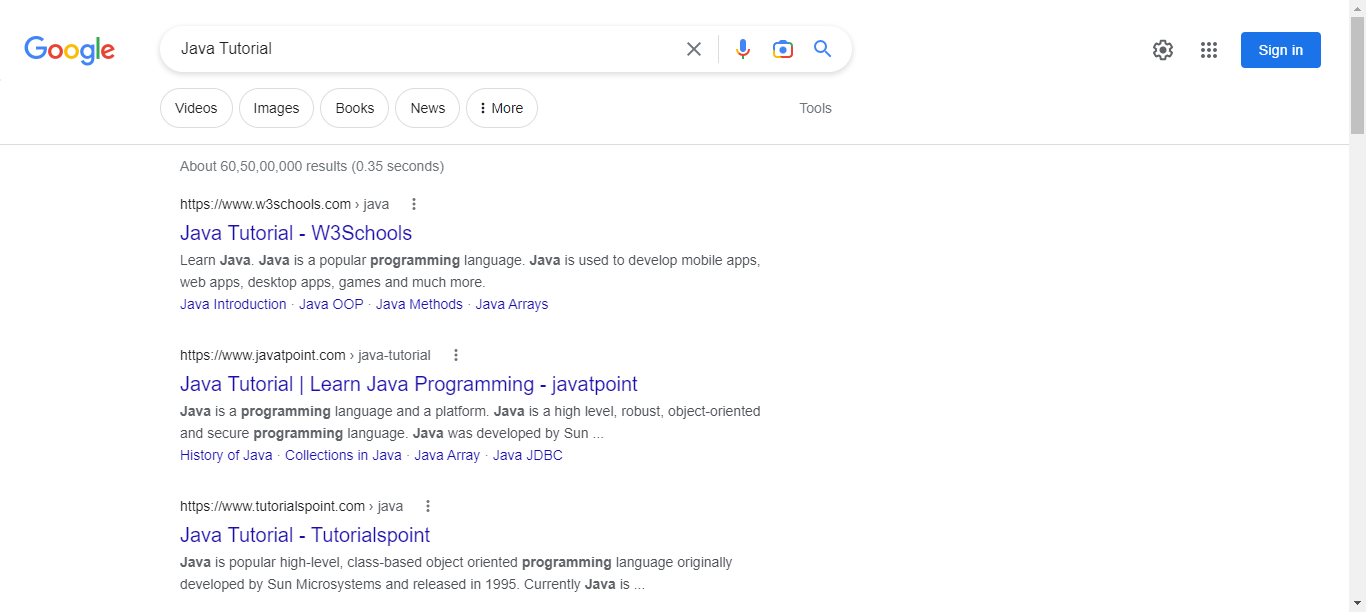 Google
Java Tutorial
Sign in
Videos
Images
Books
News
More
Tools
About 60,50,00,000 results (0.35 seconds)
https://www.w3schools.com › java
Java Tutorial - W3Schools
Learn Java. Java is a popular programming language. Java is used to develop mobile apps,
web apps, desktop apps, games and much more.
Java Introduction · Java OOP · Java Methods · Java Arrays
https://www.javatpoint.com › java-tutorial
Java Tutorial | Learn Java Programming - javatpoint
Java is a programming language and a platform. Java is a high level, robust, object-oriented
and secure programming language. Java was developed by Sun ...
History of Java · Collections in Java · Java Array · Java JDBC
https://www.tutorialspoint.com › java
Java Tutorial - Tutorialspoint
Java is popular high-level, class-based object oriented programming language originally
developed by Sun Microsystems and released in 1995. Currently Java is ...